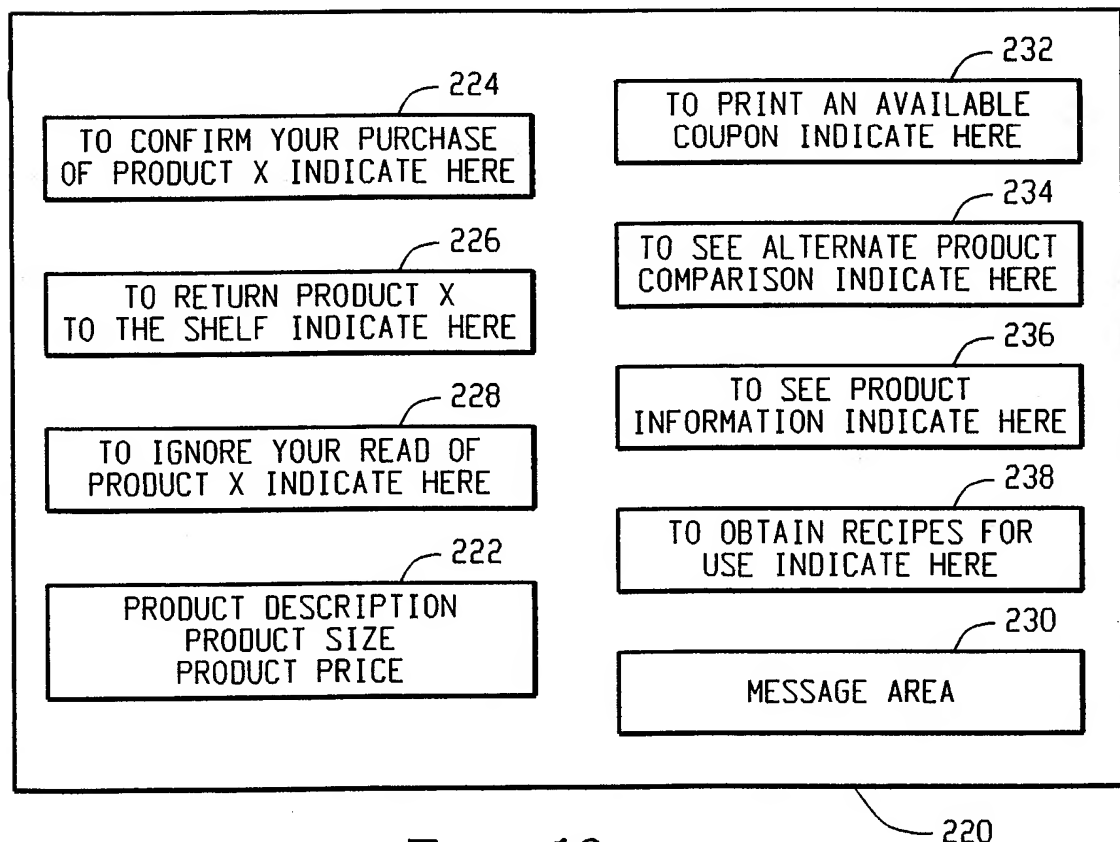 224
TO CONFIRM YOUR PURCHASE
OF PRODUCT X INDICATE HERE
226
TO RETURN PRODUCT X
TO THE SHELF INDICATE HERE
228
TO IGNORE YOUR READ OF
PRODUCT X INDICATE HERE
222
PRODUCT DESCRIPTION
PRODUCT SIZE
PRODUCT PRICE
232
TO PRINT AN AVAILABLE
COUPON INDICATE HERE
234
TO SEE ALTERNATE PRODUCT
COMPARISON INDICATE HERE
236
TO SEE PRODUCT
INFORMATION INDICATE HERE
238
TO OBTAIN RECIPES FOR
USE INDICATE HERE
230
MESSAGE AREA
220